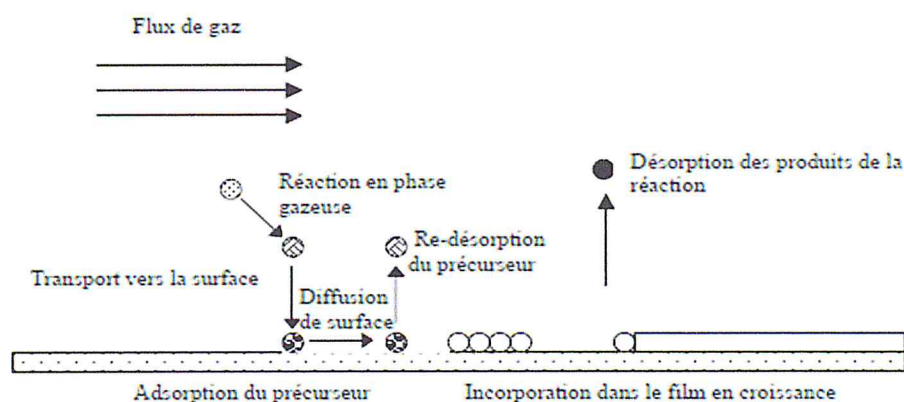 Flux de gaz
Réaction en phase
gazeuse
Désorption des produits de la
réaction
Re-désorption
du précurseur
Transport vers la surface
Diffusion
de surface
Adsorption du précurseur
Incorporation dans le film en croissance